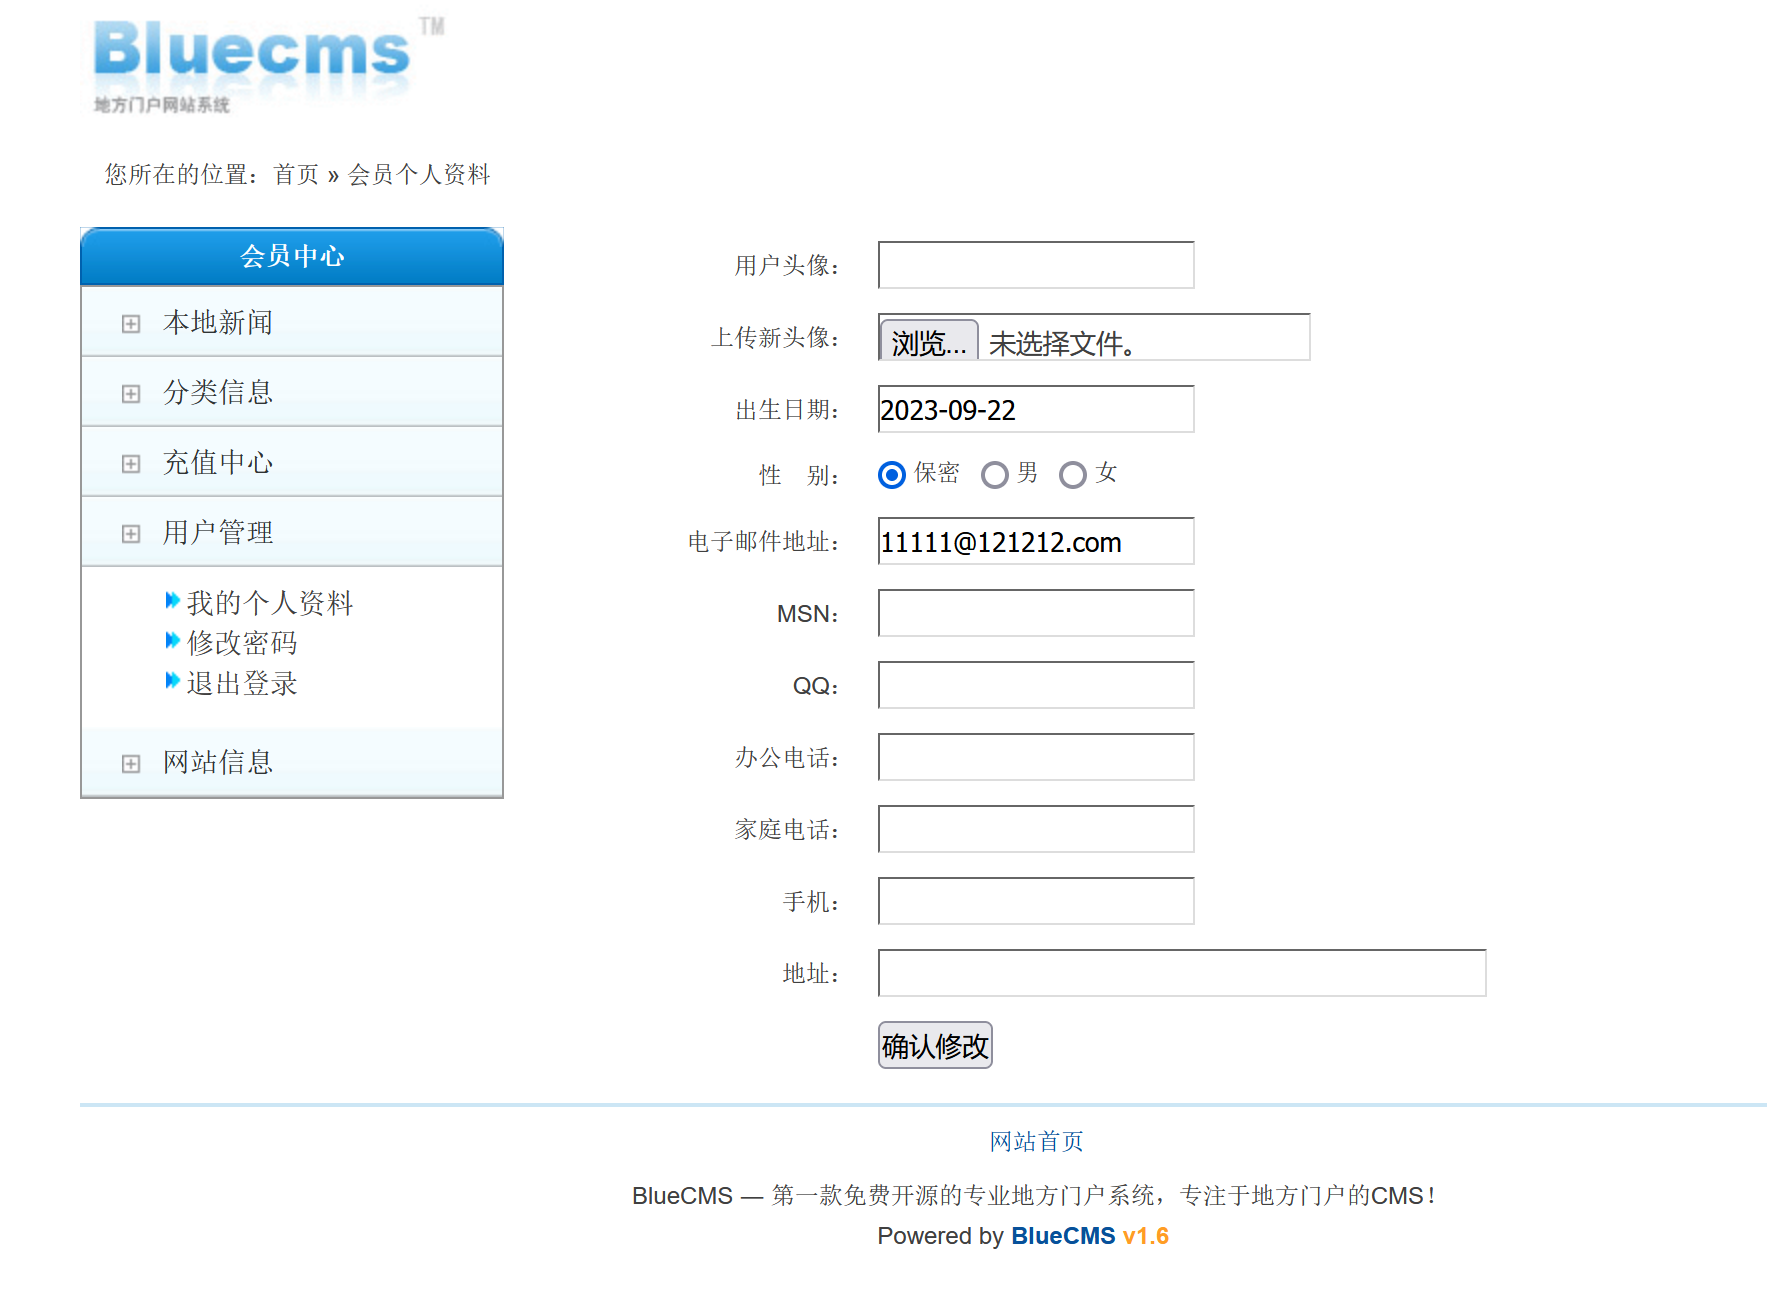 Bluecms TM
地方门户网站系统
您所在的位置：首页 » 会员个人资料
会员中心
本地新闻
分类信息
充值中心
用户管理
我的个人资料
修改密码
退出登录
网站信息
用户头像：
上传新头像： 浏览... 未选择文件。
出生日期： 2023-09-22
性 别： 保密 男 女
电子邮件地址： 11111@121212.com
MSN：
QQ：
办公电话：
家庭电话：
手机：
地址：
确认修改
网站首页
BlueCMS — 第一款免费开源的专业地方门户系统，专注于地方门户的CMS！
Powered by BlueCMS v1.6